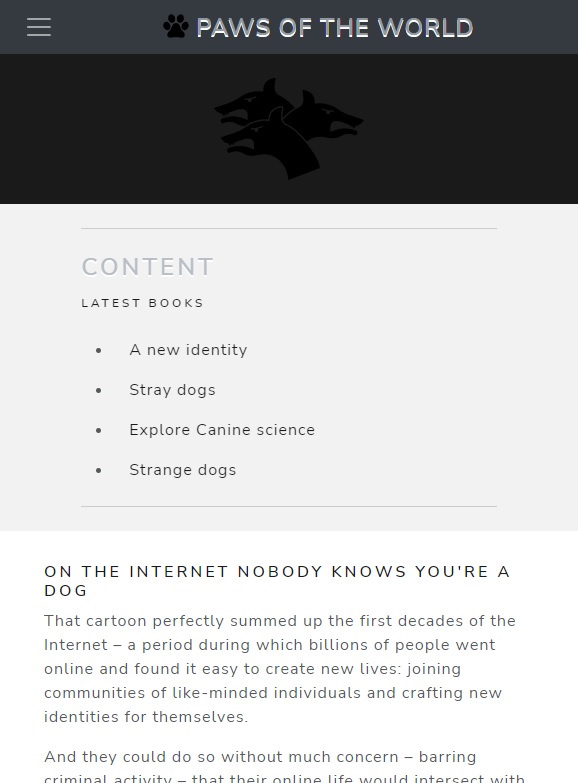 PAWS OF THE WORLD
CONTENT
LATEST BOOKS
A new identity
Stray dogs
Explore Canine science
Strange dogs
ON THE INTERNET NOBODY KNOWS YOU'RE A
DOG
That cartoon perfectly summed up the first decades of the
Internet – a period during which billions of people went
online and found it easy to create new lives: joining
communities of like-minded individuals and crafting new
identities for themselves.
And they could do so without much concern – barring
criminal activity – that their online life would intersect with